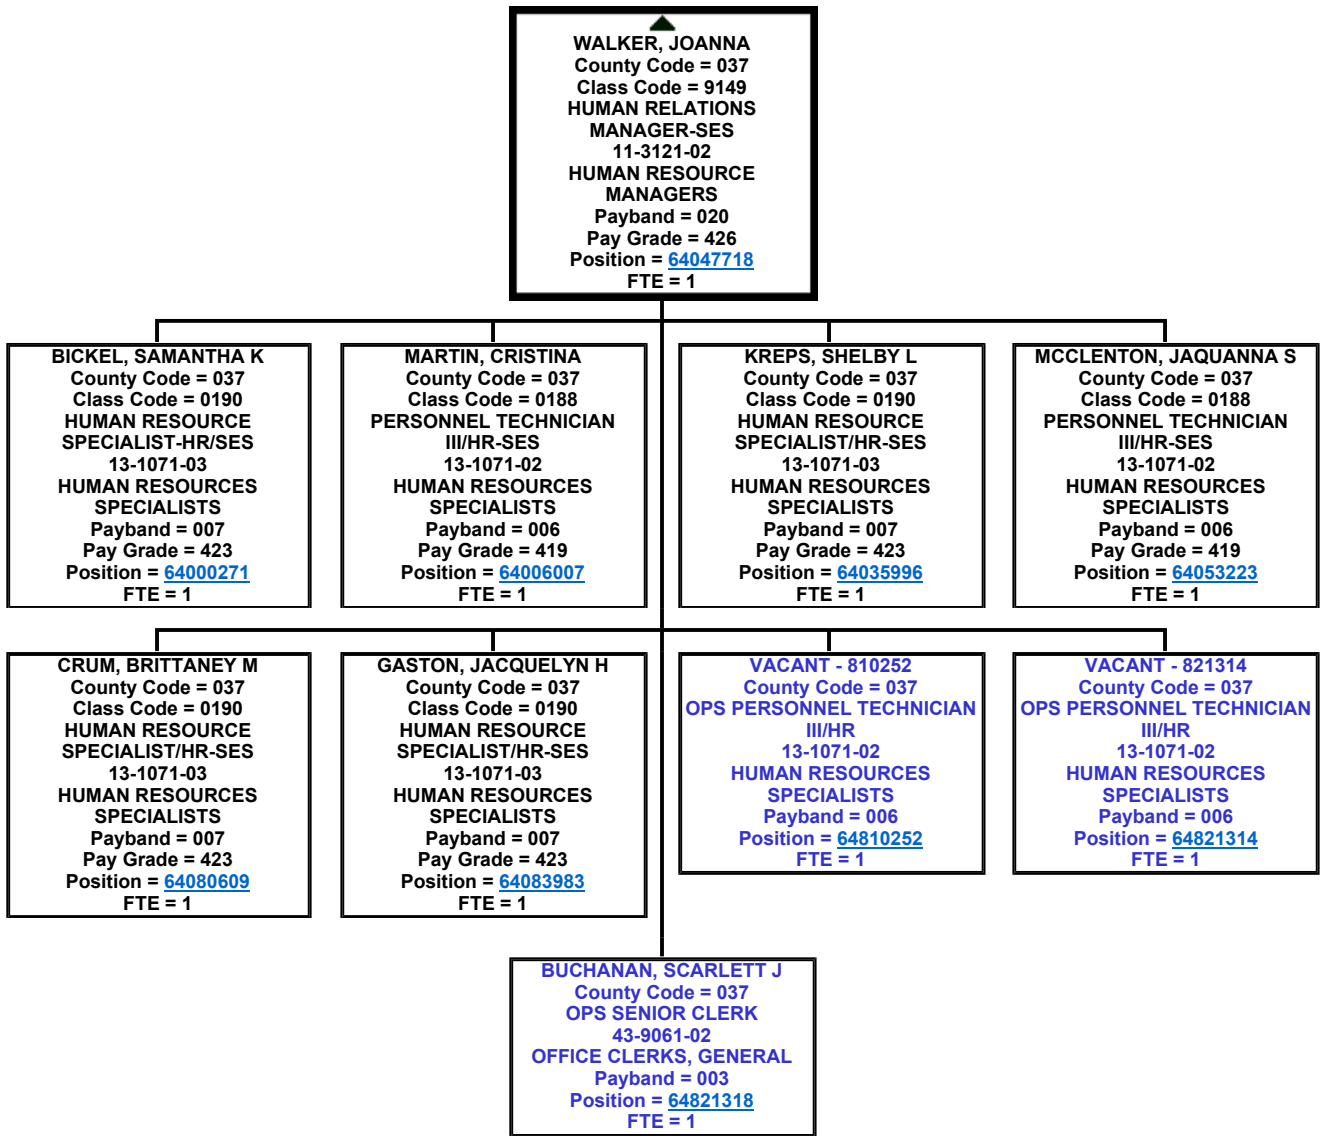 WALKER, JOANNA
County Code = 037
Class Code = 9149
HUMAN RELATIONS
MANAGER-SES
11-3121-02
HUMAN RESOURCE
MANAGERS
Payband = 020
Pay Grade = 426
Position = 64047718
FTE = 1
BICKEL, SAMANTHA K
County Code = 037
Class Code = 0190
HUMAN RESOURCE
SPECIALIST-HR/SES
13-1071-03
HUMAN RESOURCES
SPECIALISTS
Payband = 007
Pay Grade = 423
Position = 64000271
FTE = 1
MARTIN, CRISTINA
County Code = 037
Class Code = 0188
PERSONNEL TECHNICIAN
III/HR-SES
13-1071-02
HUMAN RESOURCES
SPECIALISTS
Payband = 006
Pay Grade = 419
Position = 64006007
FTE = 1
KREPS, SHELBY L
County Code = 037
Class Code = 0190
HUMAN RESOURCE
SPECIALIST/HR-SES
13-1071-03
HUMAN RESOURCES
SPECIALISTS
Payband = 007
Pay Grade = 423
Position = 64035996
FTE = 1
MCCLENTON, JAQUANNA S
County Code = 037
Class Code = 0188
PERSONNEL TECHNICIAN
III/HR-SES
13-1071-02
HUMAN RESOURCES
SPECIALISTS
Payband = 006
Pay Grade = 419
Position = 64053223
FTE = 1
CRUM, BRITTANEY M
County Code = 037
Class Code = 0190
HUMAN RESOURCE
SPECIALIST/HR-SES
13-1071-03
HUMAN RESOURCES
SPECIALISTS
Payband = 007
Pay Grade = 423
Position = 64080609
FTE = 1
GASTON, JACQUELYN H
County Code = 037
Class Code = 0190
HUMAN RESOURCE
SPECIALIST/HR-SES
13-1071-03
HUMAN RESOURCES
SPECIALISTS
Payband = 007
Pay Grade = 423
Position = 64083983
FTE = 1
VACANT - 810252
County Code = 037
OPS PERSONNEL TECHNICIAN
III/HR
13-1071-02
HUMAN RESOURCES
SPECIALISTS
Payband = 006
Position = 64810252
FTE = 1
VACANT - 821314
County Code = 037
OPS PERSONNEL TECHNICIAN
III/HR
13-1071-02
HUMAN RESOURCES
SPECIALISTS
Payband = 006
Position = 64821314
FTE = 1
BUCHANAN, SCARLETT J
County Code = 037
OPS SENIOR CLERK
43-9061-02
OFFICE CLERKS, GENERAL
Payband = 003
Position = 64821318
FTE = 1